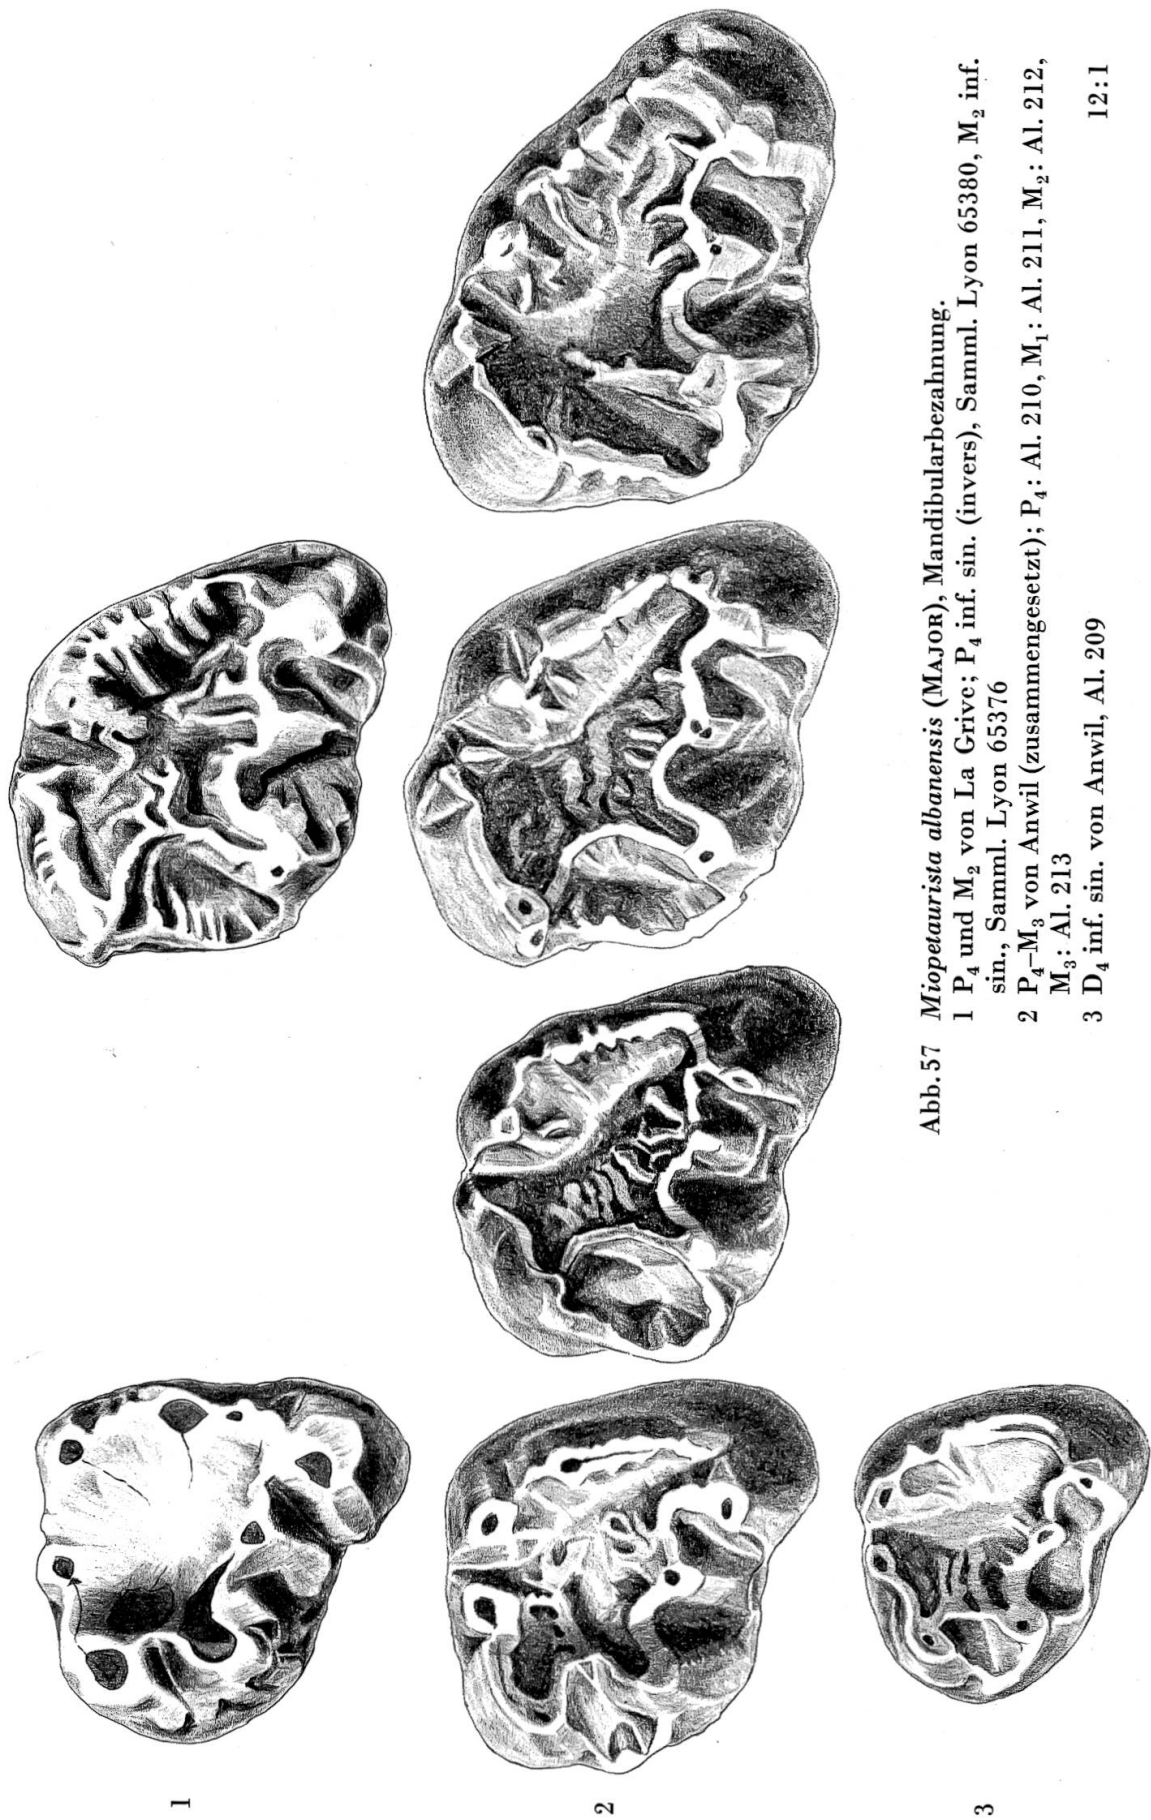 1
2
3
Abb. 57 Miopetaurista albanensis (MAJOR), Mandibularbezahnung.
1 P₄ und M₂ von La Grive; P₄ inf. sin. (invers), Samml. Lyon 65380, M₂ inf.
sin., Samml. Lyon 65376
2 P₄–M₃ von Anwil (zusammengesetzt); P₄: Al. 210, M₁: Al. 211, M₂: Al. 212,
M₃: Al. 213
3 D₄ inf. sin. von Anwil, Al. 209
12:1